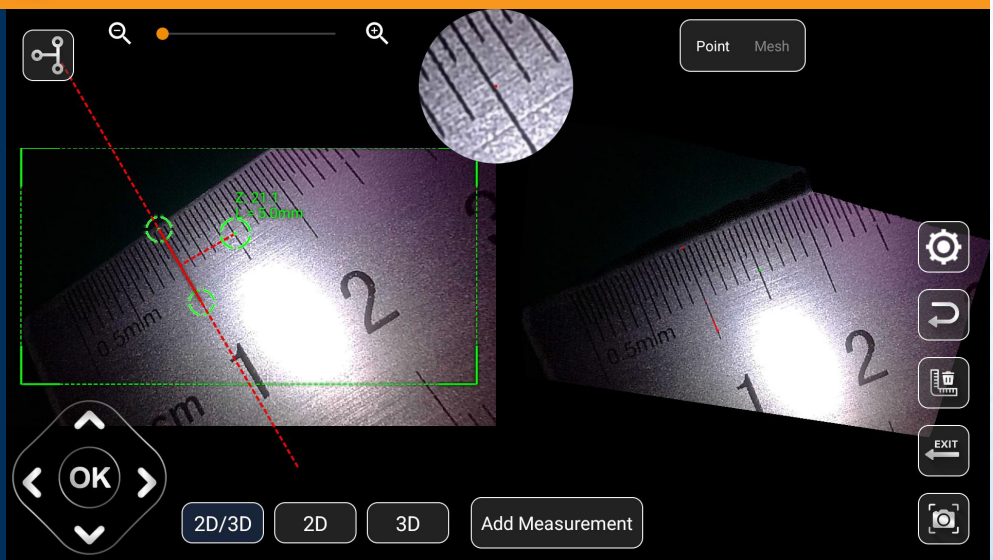 Point Mesh
Z: 21.1
L = 5.0mm
0.5mm
1
2
cm
0.5mm
1
2
EXIT
OK
2D/3D
2D
3D
Add Measurement